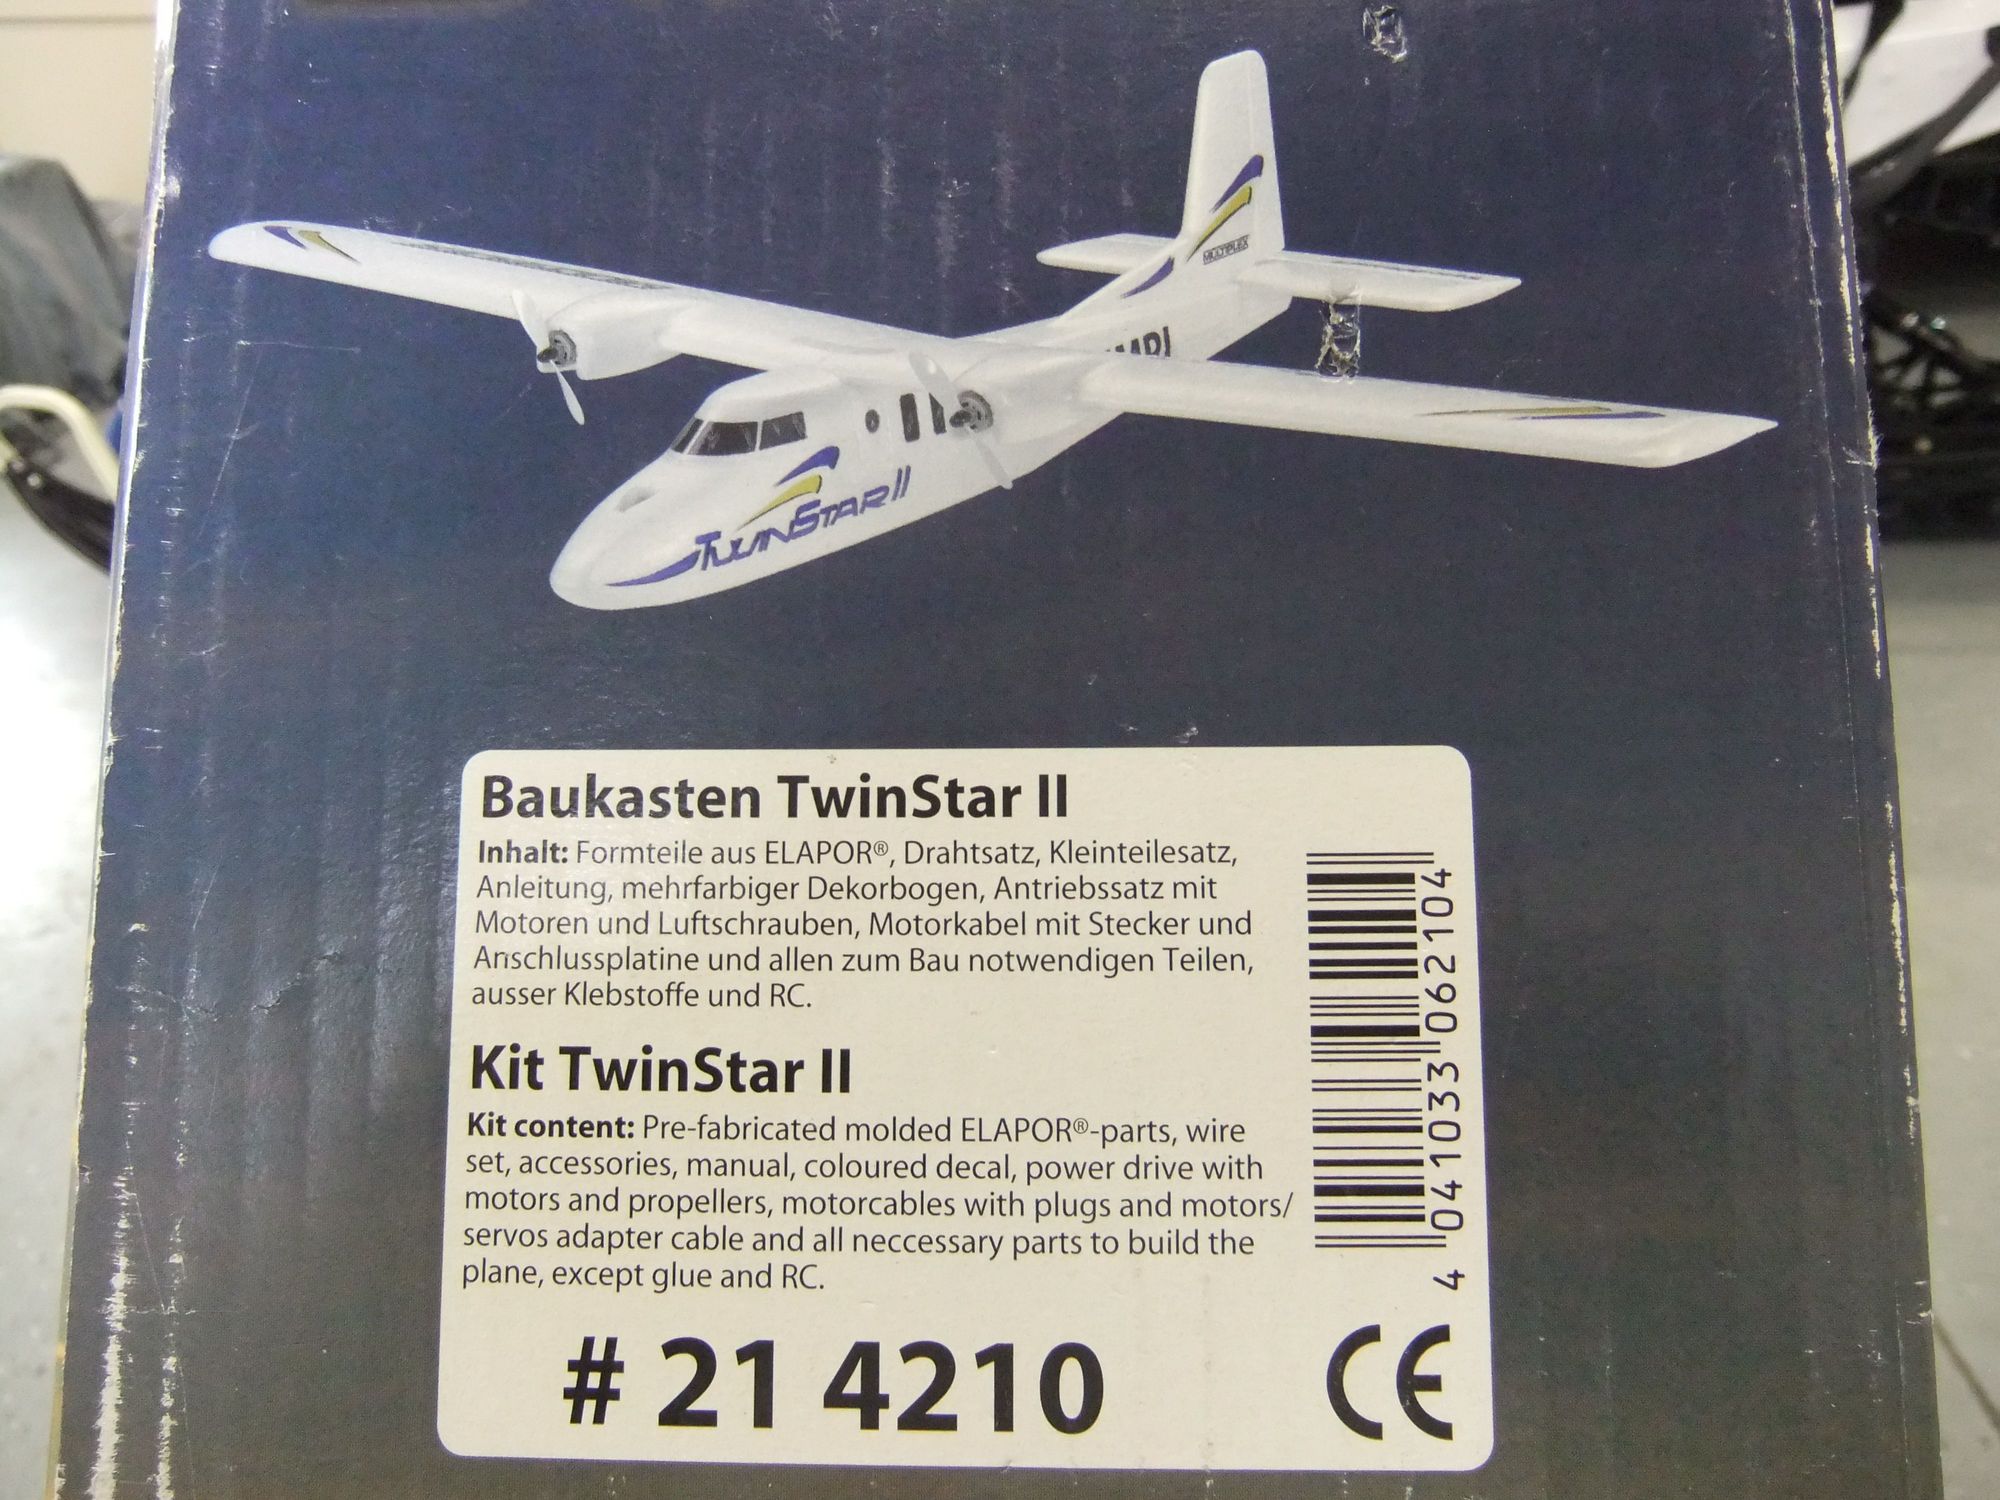 MULTIPLEX
TWINSTAR II
Baukasten TwinStar II
Inhalt: Formteile aus ELAPOR®, Drahtsatz, Kleinteilesatz,
Anleitung, mehrfarbiger Dekorbogen, Antriebssatz mit
Motoren und Luftschrauben, Motorkabel mit Stecker und
Anschlussplatine und allen zum Bau notwendigen Teilen,
ausser Klebstoffe und RC.
Kit TwinStar II
Kit content: Pre-fabricated molded ELAPOR®-parts, wire
set, accessories, manual, coloured decal, power drive with
motors and propellers, motorcables with plugs and motors/
servos adapter cable and all neccessary parts to build the
plane, except glue and RC.
# 21 4210
4 041033 062104
CE